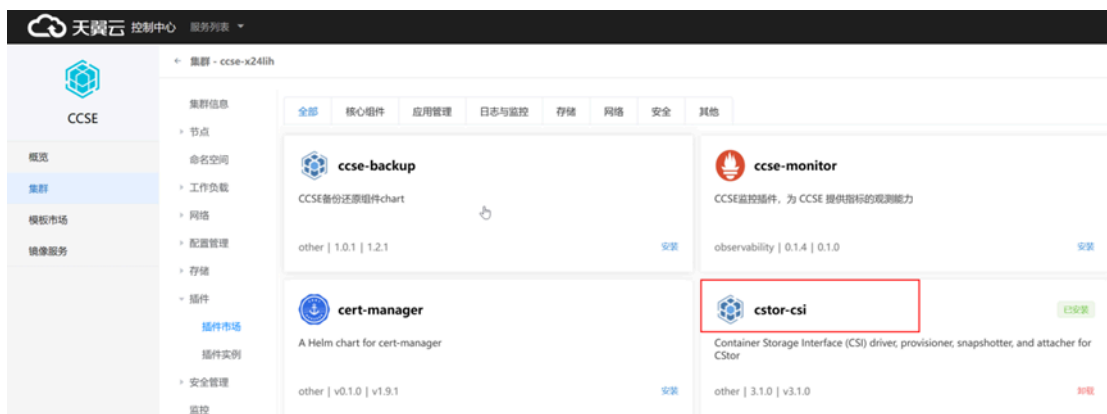 天翼云 控制中心 服务列表
CCSE
概览
集群
模板市场
镜像服务
集群 - ccse-x24lih
集群信息
节点
命名空间
工作负载
网络
配置管理
存储
插件
插件市场
插件实例
安全管理
监控
全部 核心组件 应用管理 日志与监控 存储 网络 安全 其他
ccse-backup
CCSE备份还原组件chart
other | 1.0.1 | 1.2.1 安装
ccse-monitor
CCSE监控插件，为 CCSE 提供指标的观测能力
observability | 0.1.4 | 0.1.0 安装
cert-manager
A Helm chart for cert-manager
other | v0.1.0 | v1.9.1 安装
cstor-csi 已安装
Container Storage Interface (CSI) driver, provisioner, snapshotter, and attacher for
CStor
other | 3.1.0 | v3.1.0 卸载